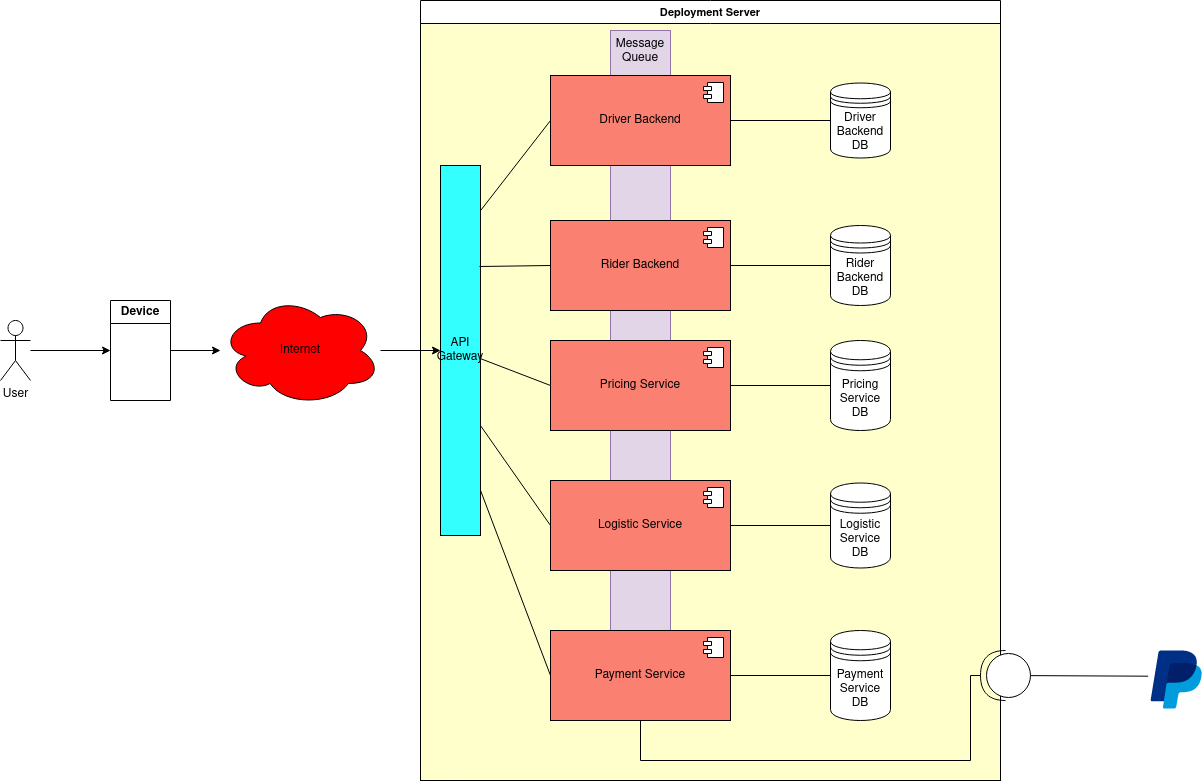 Deployment Server
Message
Queue
Driver Backend
Driver
Backend
DB
Rider Backend
Rider
Backend
DB
Device
Internet
User
API
Gateway
Pricing Service
Pricing
Service
DB
Logistic Service
Logistic
Service
DB
Payment Service
Payment
Service
DB